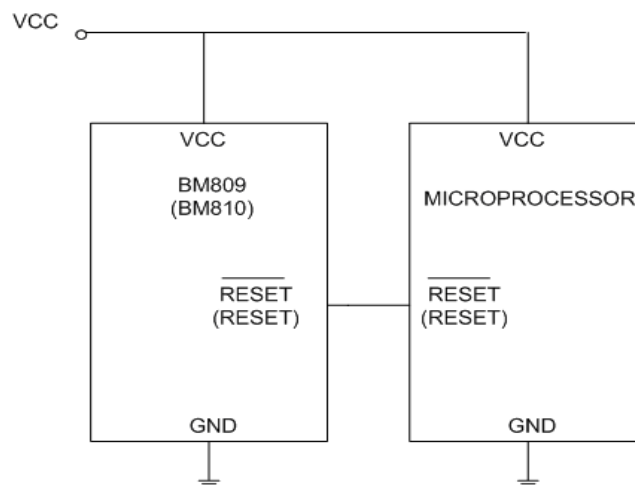 VCC
VCC
BM809
(BM810)
RESET
(RESET)
GND
VCC
MICROPROCESSOR
RESET
(RESET)
GND